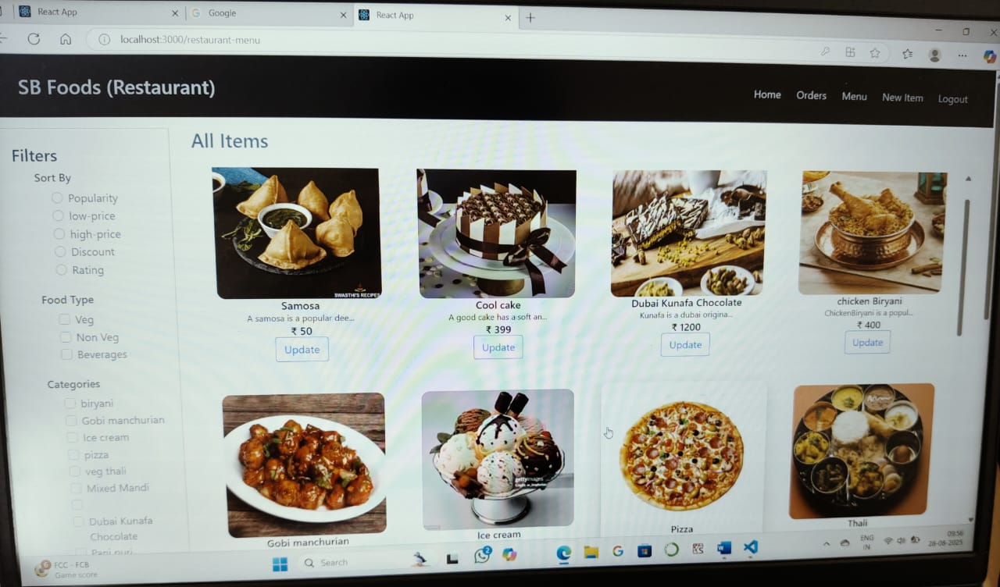 React App
Google
React App
localhost:3000/restaurant-menu
SB Foods (Restaurant)
Home Orders Menu New Item Logout
Filters
Sort By
Popularity
low-price
high-price
Discount
Rating
Food Type
Veg
Non Veg
Beverages
Categories
biryani
Gobi manchurian
Ice cream
pizza
veg thali
Mixed Mandi
Dubai Kunafa
Chocolate
Pani puri
All Items
SWASTHI'S RECIPES
Samosa
A samosa is a popular dee...
₹ 50
Update
Cool cake
A good cake has a soft an...
₹ 399
Update
Dubai Kunafa Chocolate
Kunafa is a dubai origina...
₹ 1200
Update
chicken Biryani
ChickenBiryani is a popul...
₹ 400
Update
Gobi manchurian
gettyimages
Ice cream
Pizza
Thali
6
FCC - FCB
Game score
Search
2
ENG
IN
09:56
28-08-2025